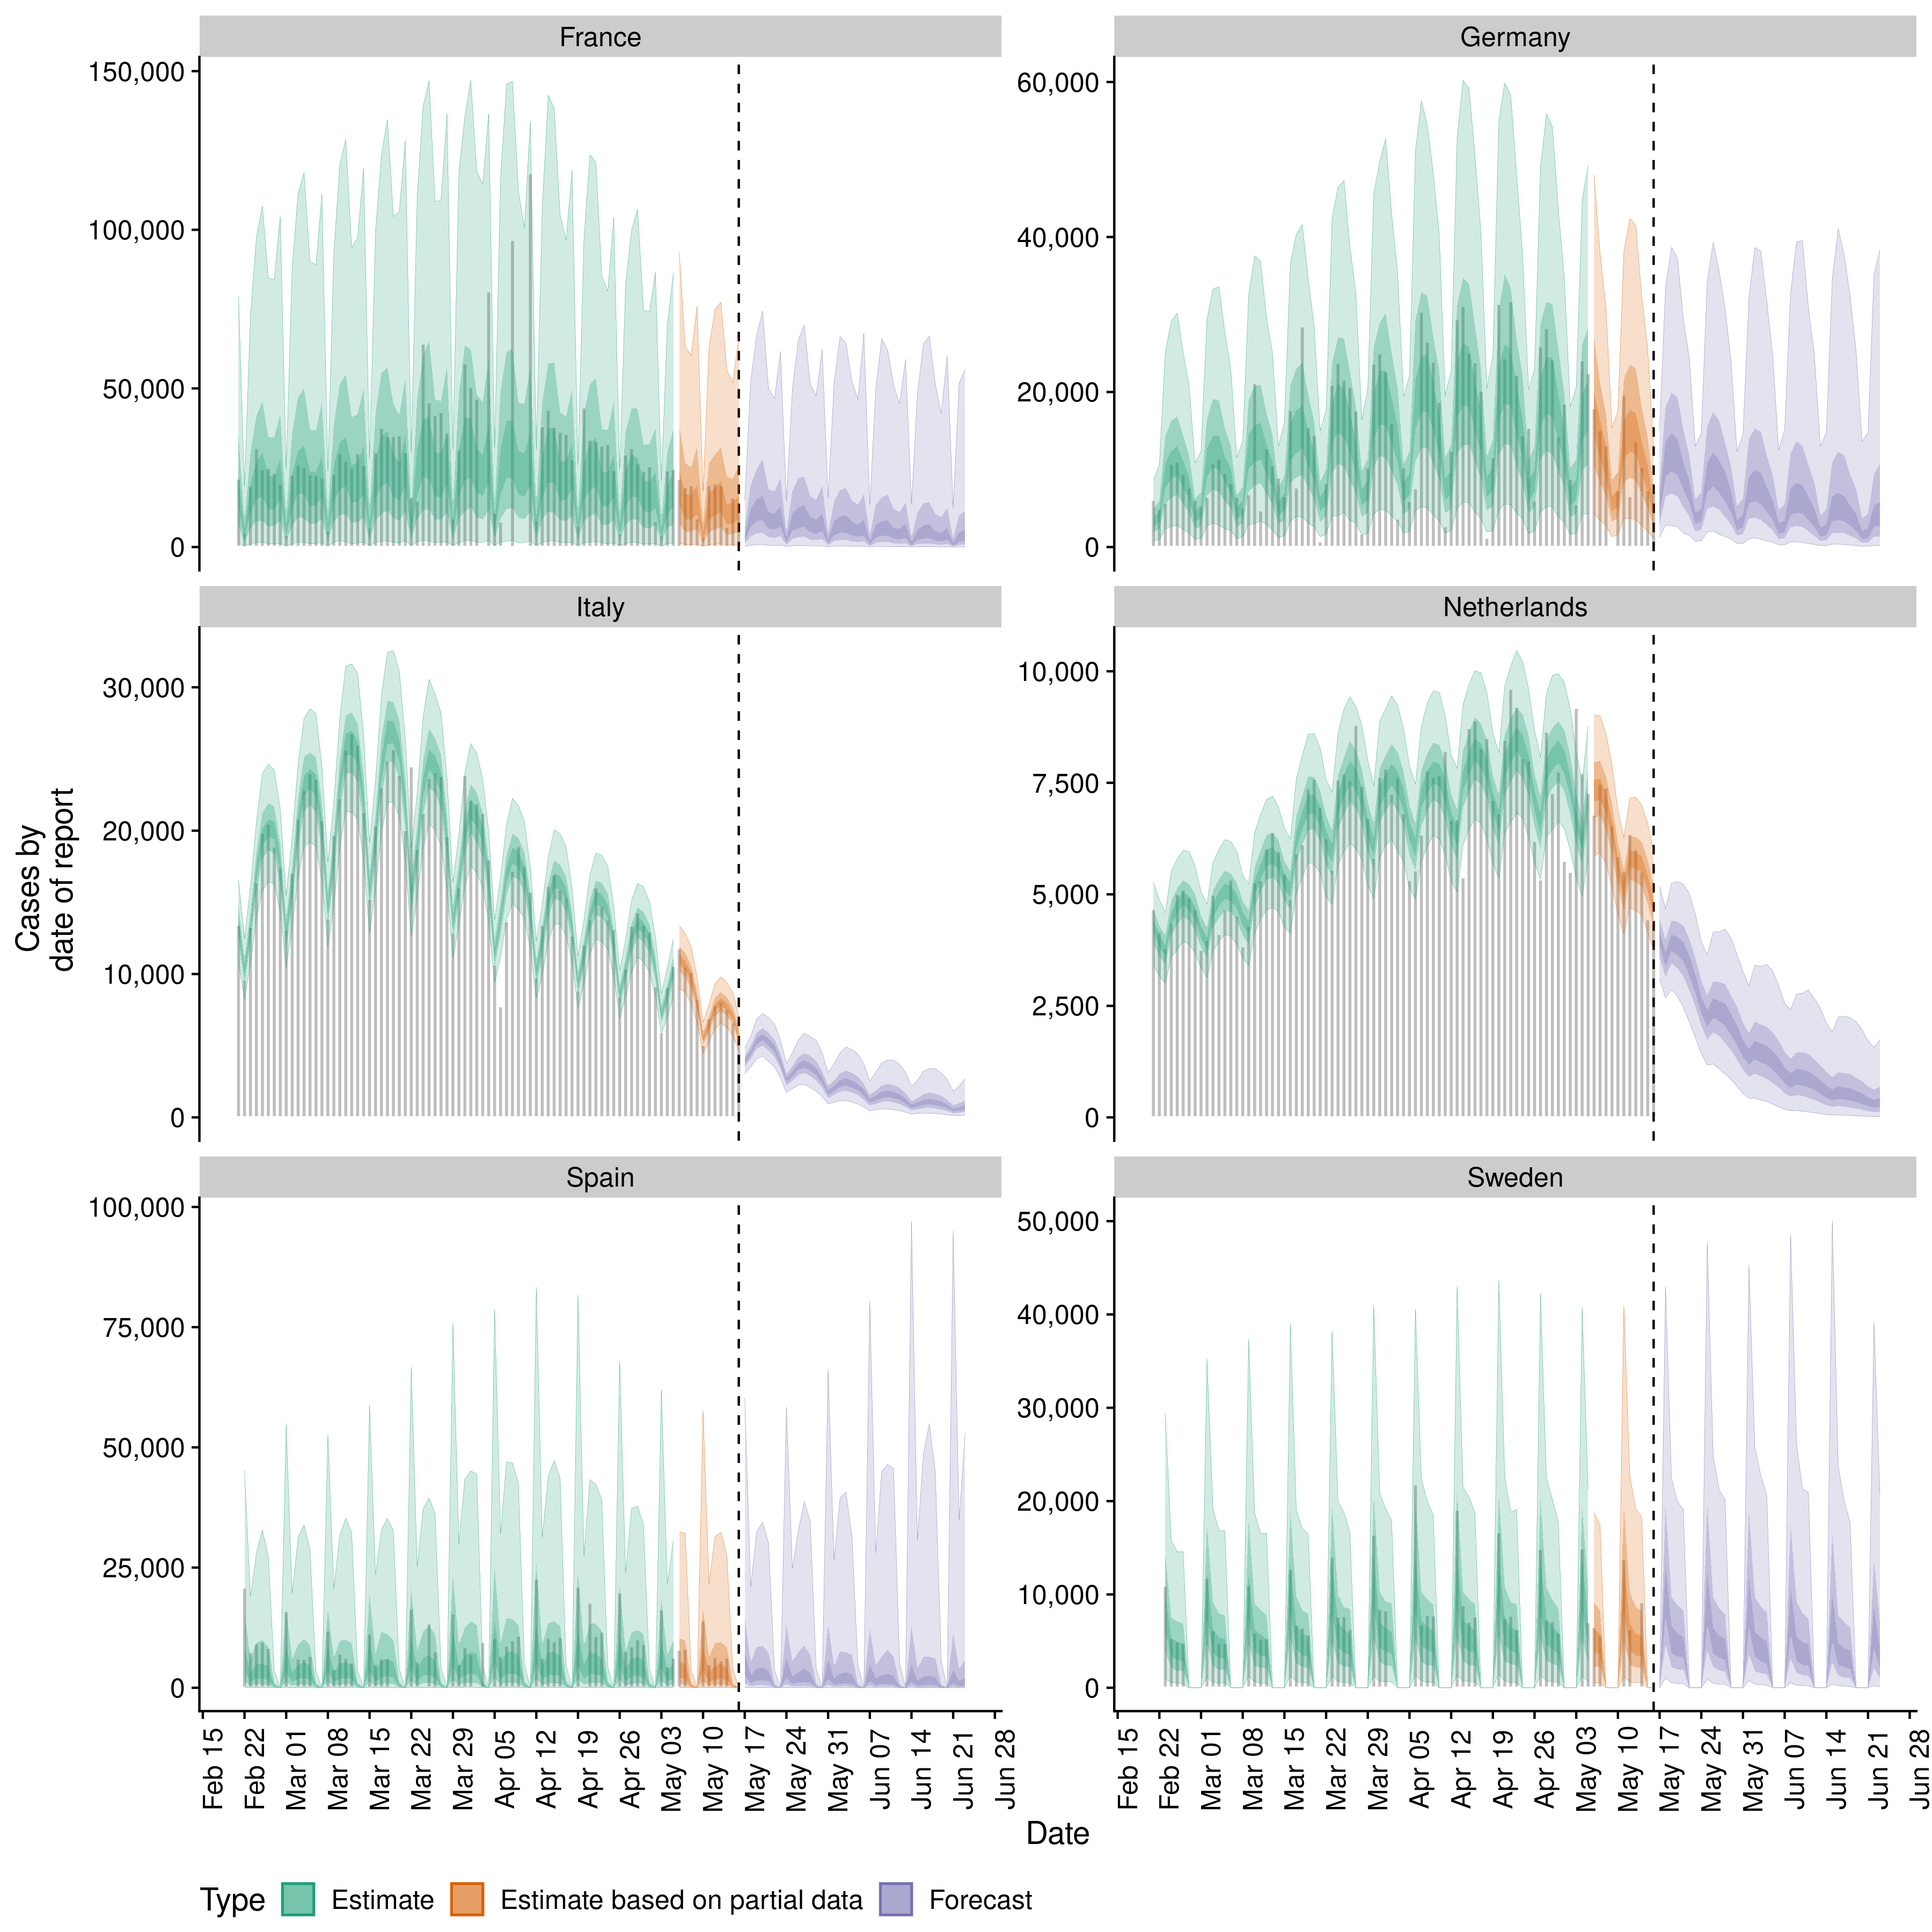 France
Germany
150,000
100,000
50,000
0
60,000
40,000
20,000
0
Italy
Netherlands
30,000
20,000
10,000
0
10,000
7,500
5,000
2,500
0
Spain
Sweden
100,000
75,000
50,000
25,000
0
50,000
40,000
30,000
20,000
10,000
0
Cases by
date of report
Feb 15
Feb 22
Mar 01
Mar 08
Mar 15
Mar 22
Mar 29
Apr 05
Apr 12
Apr 19
Apr 26
May 03
May 10
May 17
May 24
May 31
Jun 07
Jun 14
Jun 21
Jun 28
Feb 15
Feb 22
Mar 01
Mar 08
Mar 15
Mar 22
Mar 29
Apr 05
Apr 12
Apr 19
Apr 26
May 03
May 10
May 17
May 24
May 31
Jun 07
Jun 14
Jun 21
Jun 28
Date
Type Estimate Estimate based on partial data Forecast